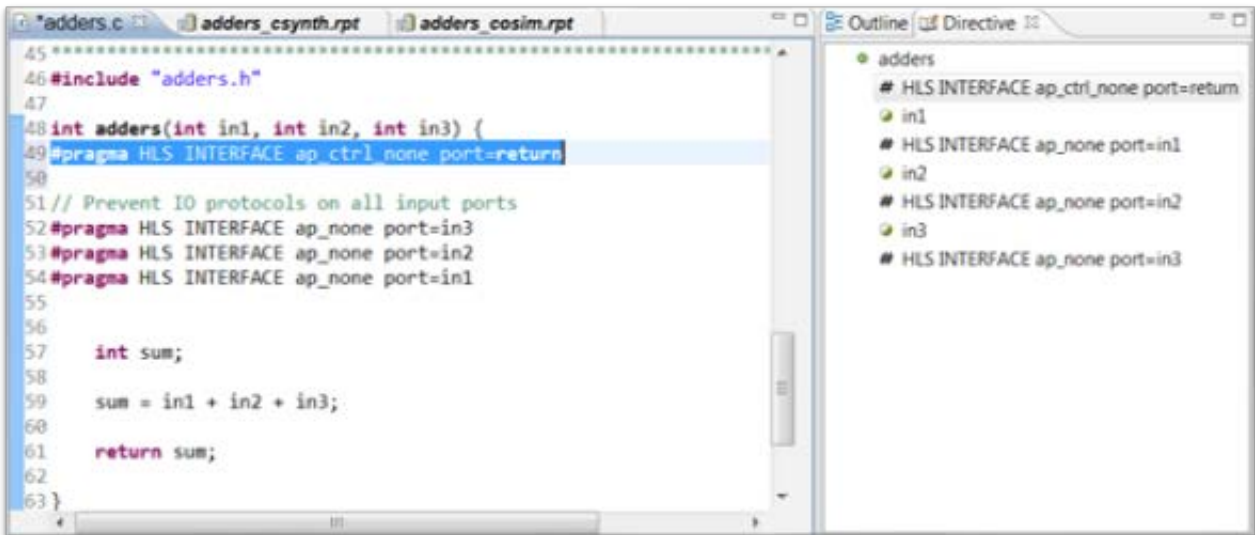 *adders.c
adders_csynth.rpt
adders_cosim.rpt
45 ****************************************************************************
46 #include "adders.h"
47
48 int adders(int in1, int in2, int in3) {
49 #pragma HLS INTERFACE ap_ctrl_none port=return
50
51 // Prevent IO protocols on all input ports
52 #pragma HLS INTERFACE ap_none port=in3
53 #pragma HLS INTERFACE ap_none port=in2
54 #pragma HLS INTERFACE ap_none port=in1
55
56
57 int sum;
58
59 sum = in1 + in2 + in3;
60
61 return sum;
62
63 }
Outline
Directive
adders
# HLS INTERFACE ap_ctrl_none port=return
in1
# HLS INTERFACE ap_none port=in1
in2
# HLS INTERFACE ap_none port=in2
in3
# HLS INTERFACE ap_none port=in3